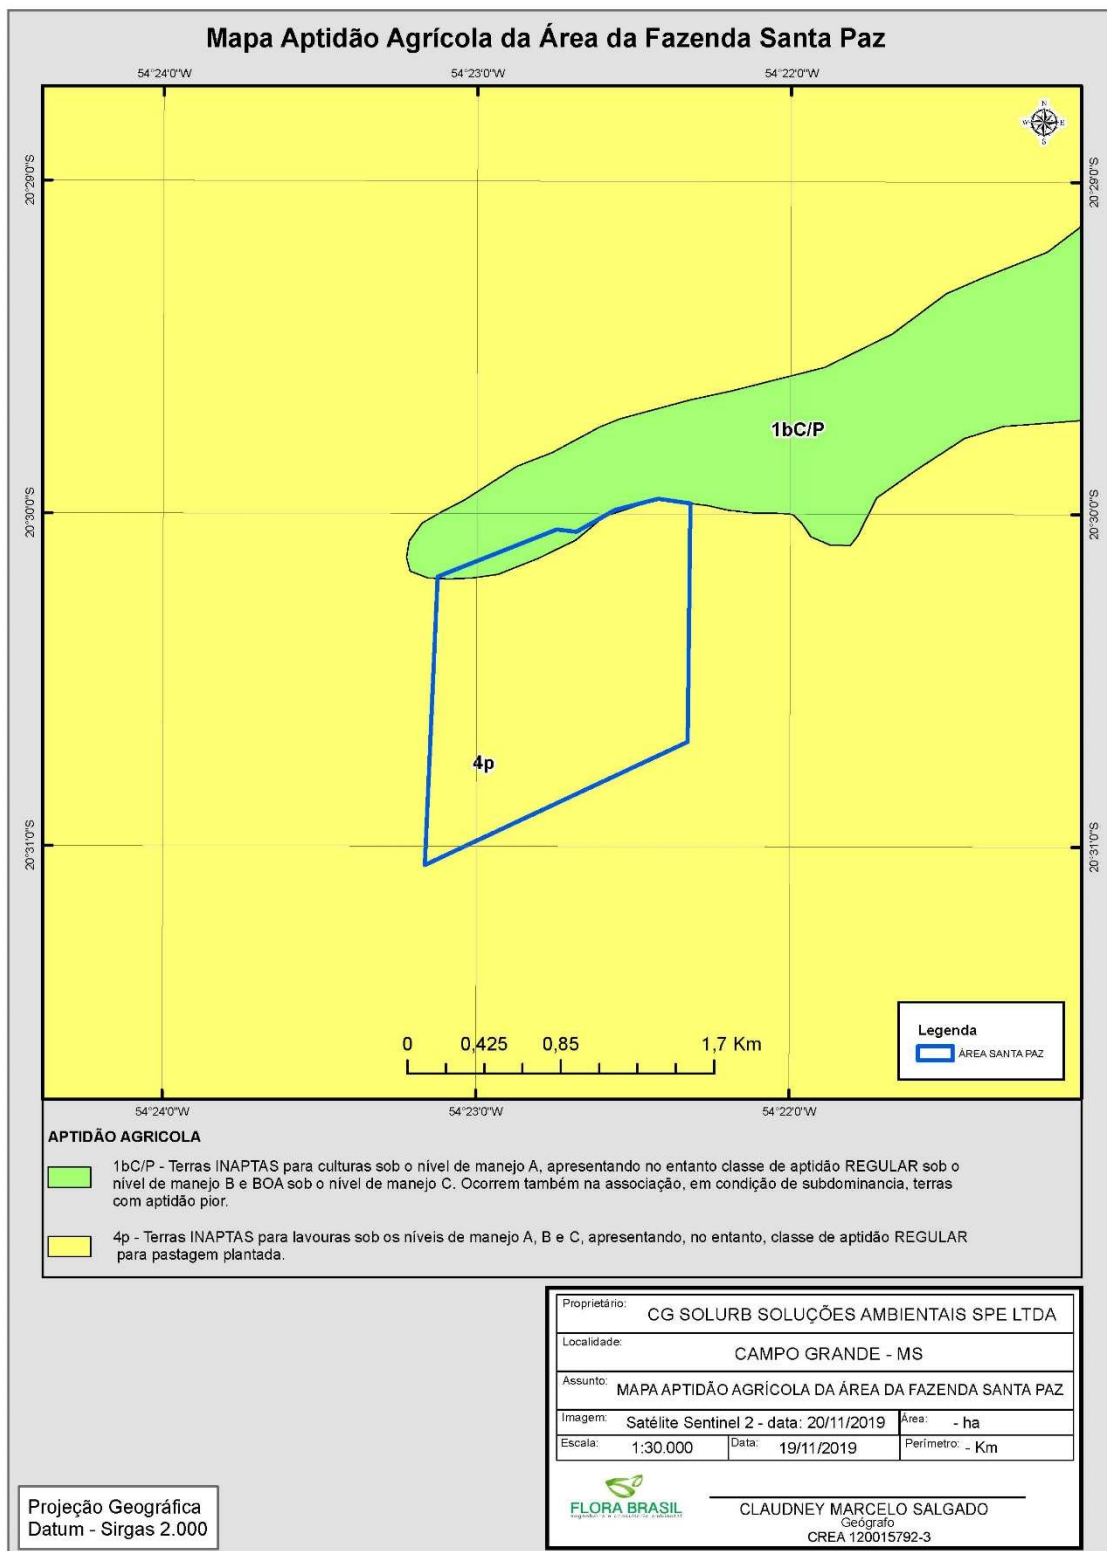 Mapa Aptidão Agrícola da Área da Fazenda Santa Paz
54°24'0"W
54°23'0"W
54°22'0"W
N
W E
S
20°29'0"S
20°29'0"S
1bC/P
20°30'0"S
20°30'0"S
4p
20°31'0"S
20°31'0"S
0 0,425 0,85 1,7 Km
Legenda
ÁREA SANTA PAZ
54°24'0"W
54°23'0"W
54°22'0"W
APTIDÃO AGRICOLA
1bC/P - Terras INAPTAS para culturas sob o nível de manejo A, apresentando no entanto classe de aptidão REGULAR sob o
nível de manejo B e BOA sob o nível de manejo C. Ocorrem também na associação, em condição de subdominancia, terras
com aptidão pior.
4p - Terras INAPTAS para lavouras sob os níveis de manejo A, B e C, apresentando, no entanto, classe de aptidão REGULAR
para pastagem plantada.
Proprietário: CG SOLURB SOLUÇÕES AMBIENTAIS SPE LTDA
Localidade: CAMPO GRANDE - MS
Assunto: MAPA APTIDÃO AGRÍCOLA DA ÁREA DA FAZENDA SANTA PAZ
Imagem: Satélite Sentinel 2 - data: 20/11/2019 Área: - ha
Escala: 1:30.000 Data: 19/11/2019 Perímetro: - Km
FLORA BRASIL
CLAUDNEY MARCELO SALGADO
Geógrafo
CREA 120015792-3
Projeção Geográfica
Datum - Sirgas 2.000